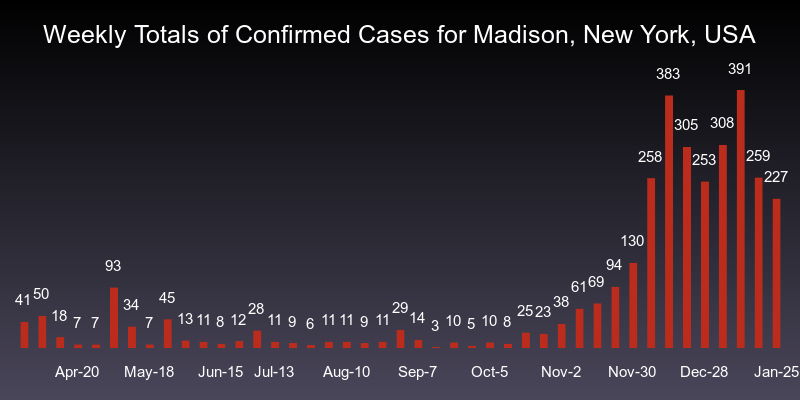 Weekly Totals of Confirmed Cases for Madison, New York, USA
41 50 18 7 7 93 34 7 45 13 11 8 12 28 11 9 6 11 11 9 11 29 14 3 10 5 10 8 25 23 38 61 69 94 130 258 383 305 253 308 391 259 227
Apr-20 May-18 Jun-15 Jul-13 Aug-10 Sep-7 Oct-5 Nov-2 Nov-30 Dec-28 Jan-25